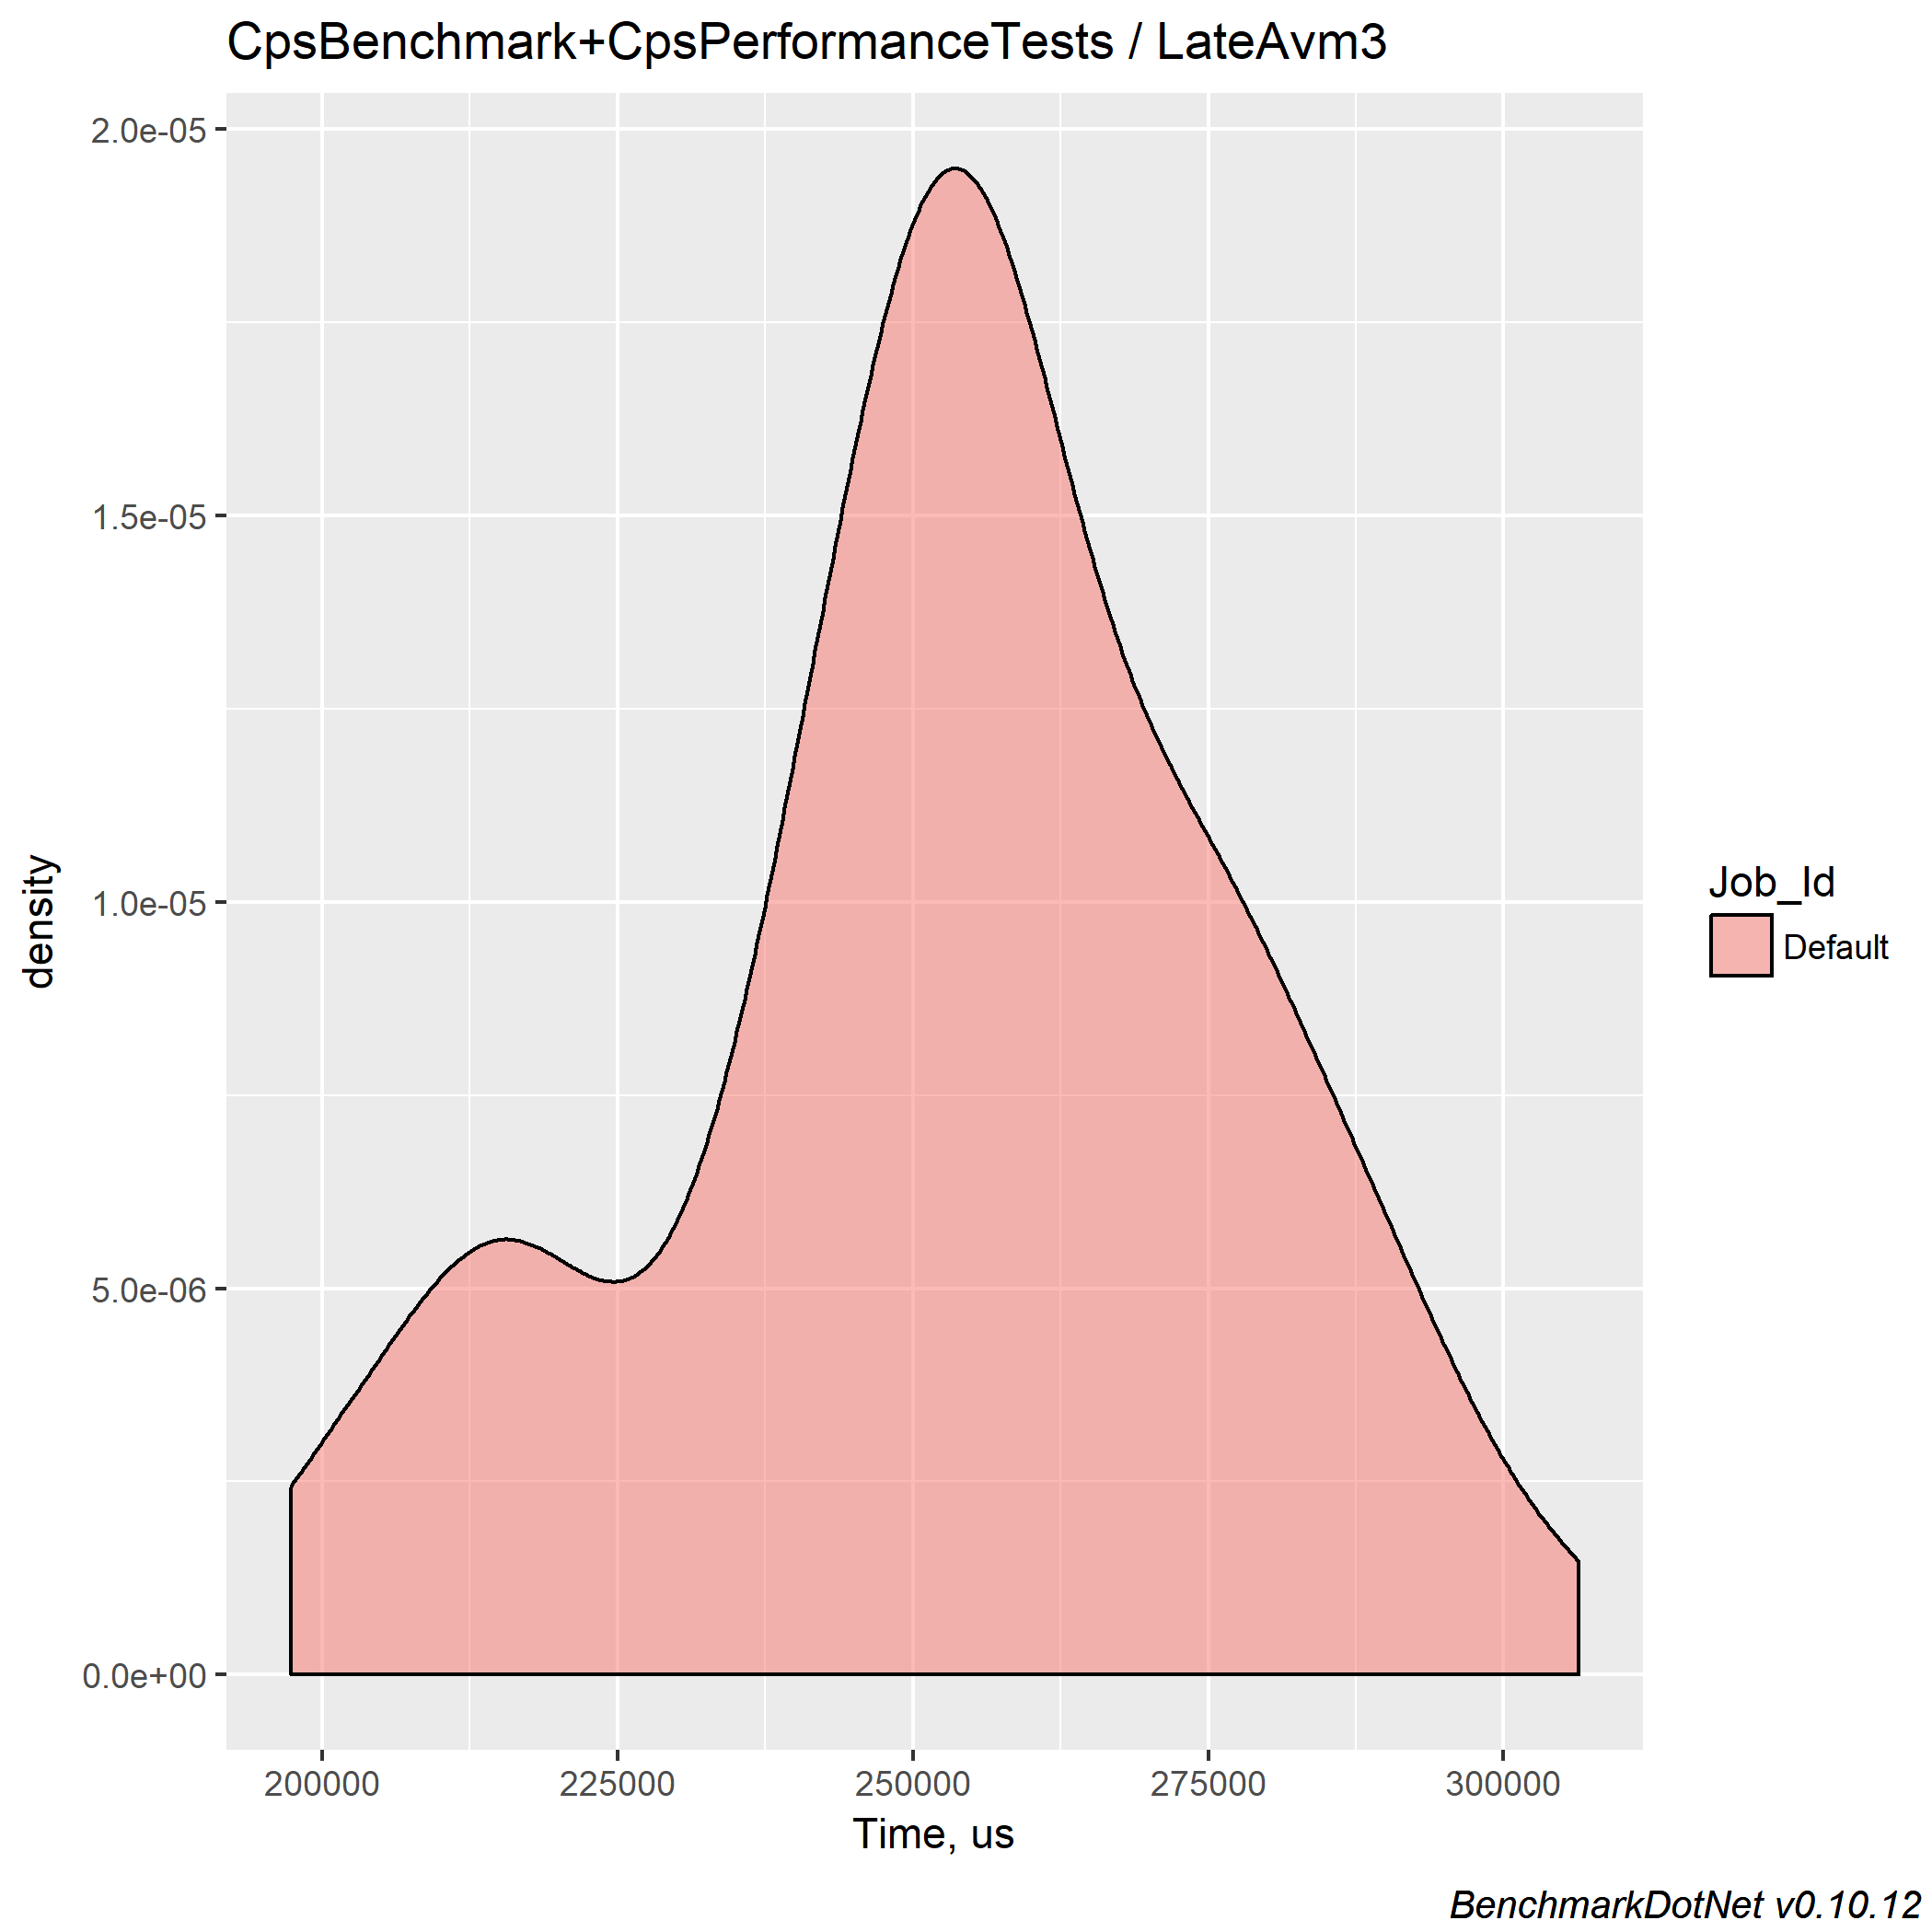 CpsBenchmark+CpsPerformanceTests / LateAvm3
2.0e-05
1.5e-05
1.0e-05
5.0e-06
0.0e+00
density
200000 225000 250000 275000 300000
Time, us
Job_Id
Default
BenchmarkDotNet v0.10.12